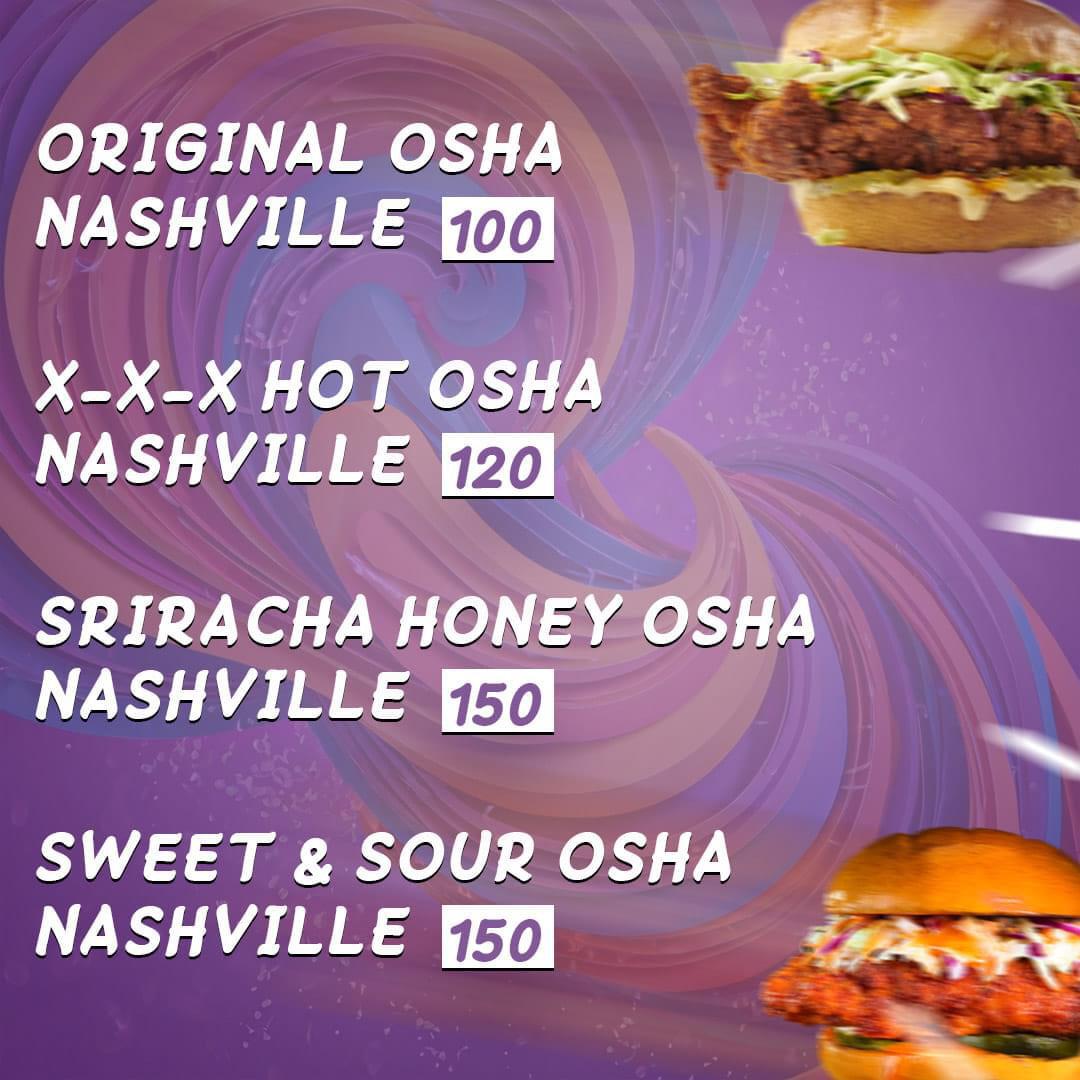 ORIGINAL OSHA
NASHVILLE 100
X-X-X HOT OSHA
NASHVILLE 120
SRIRACHA HONEY OSHA
NASHVILLE 150
SWEET & SOUR OSHA
NASHVILLE 150